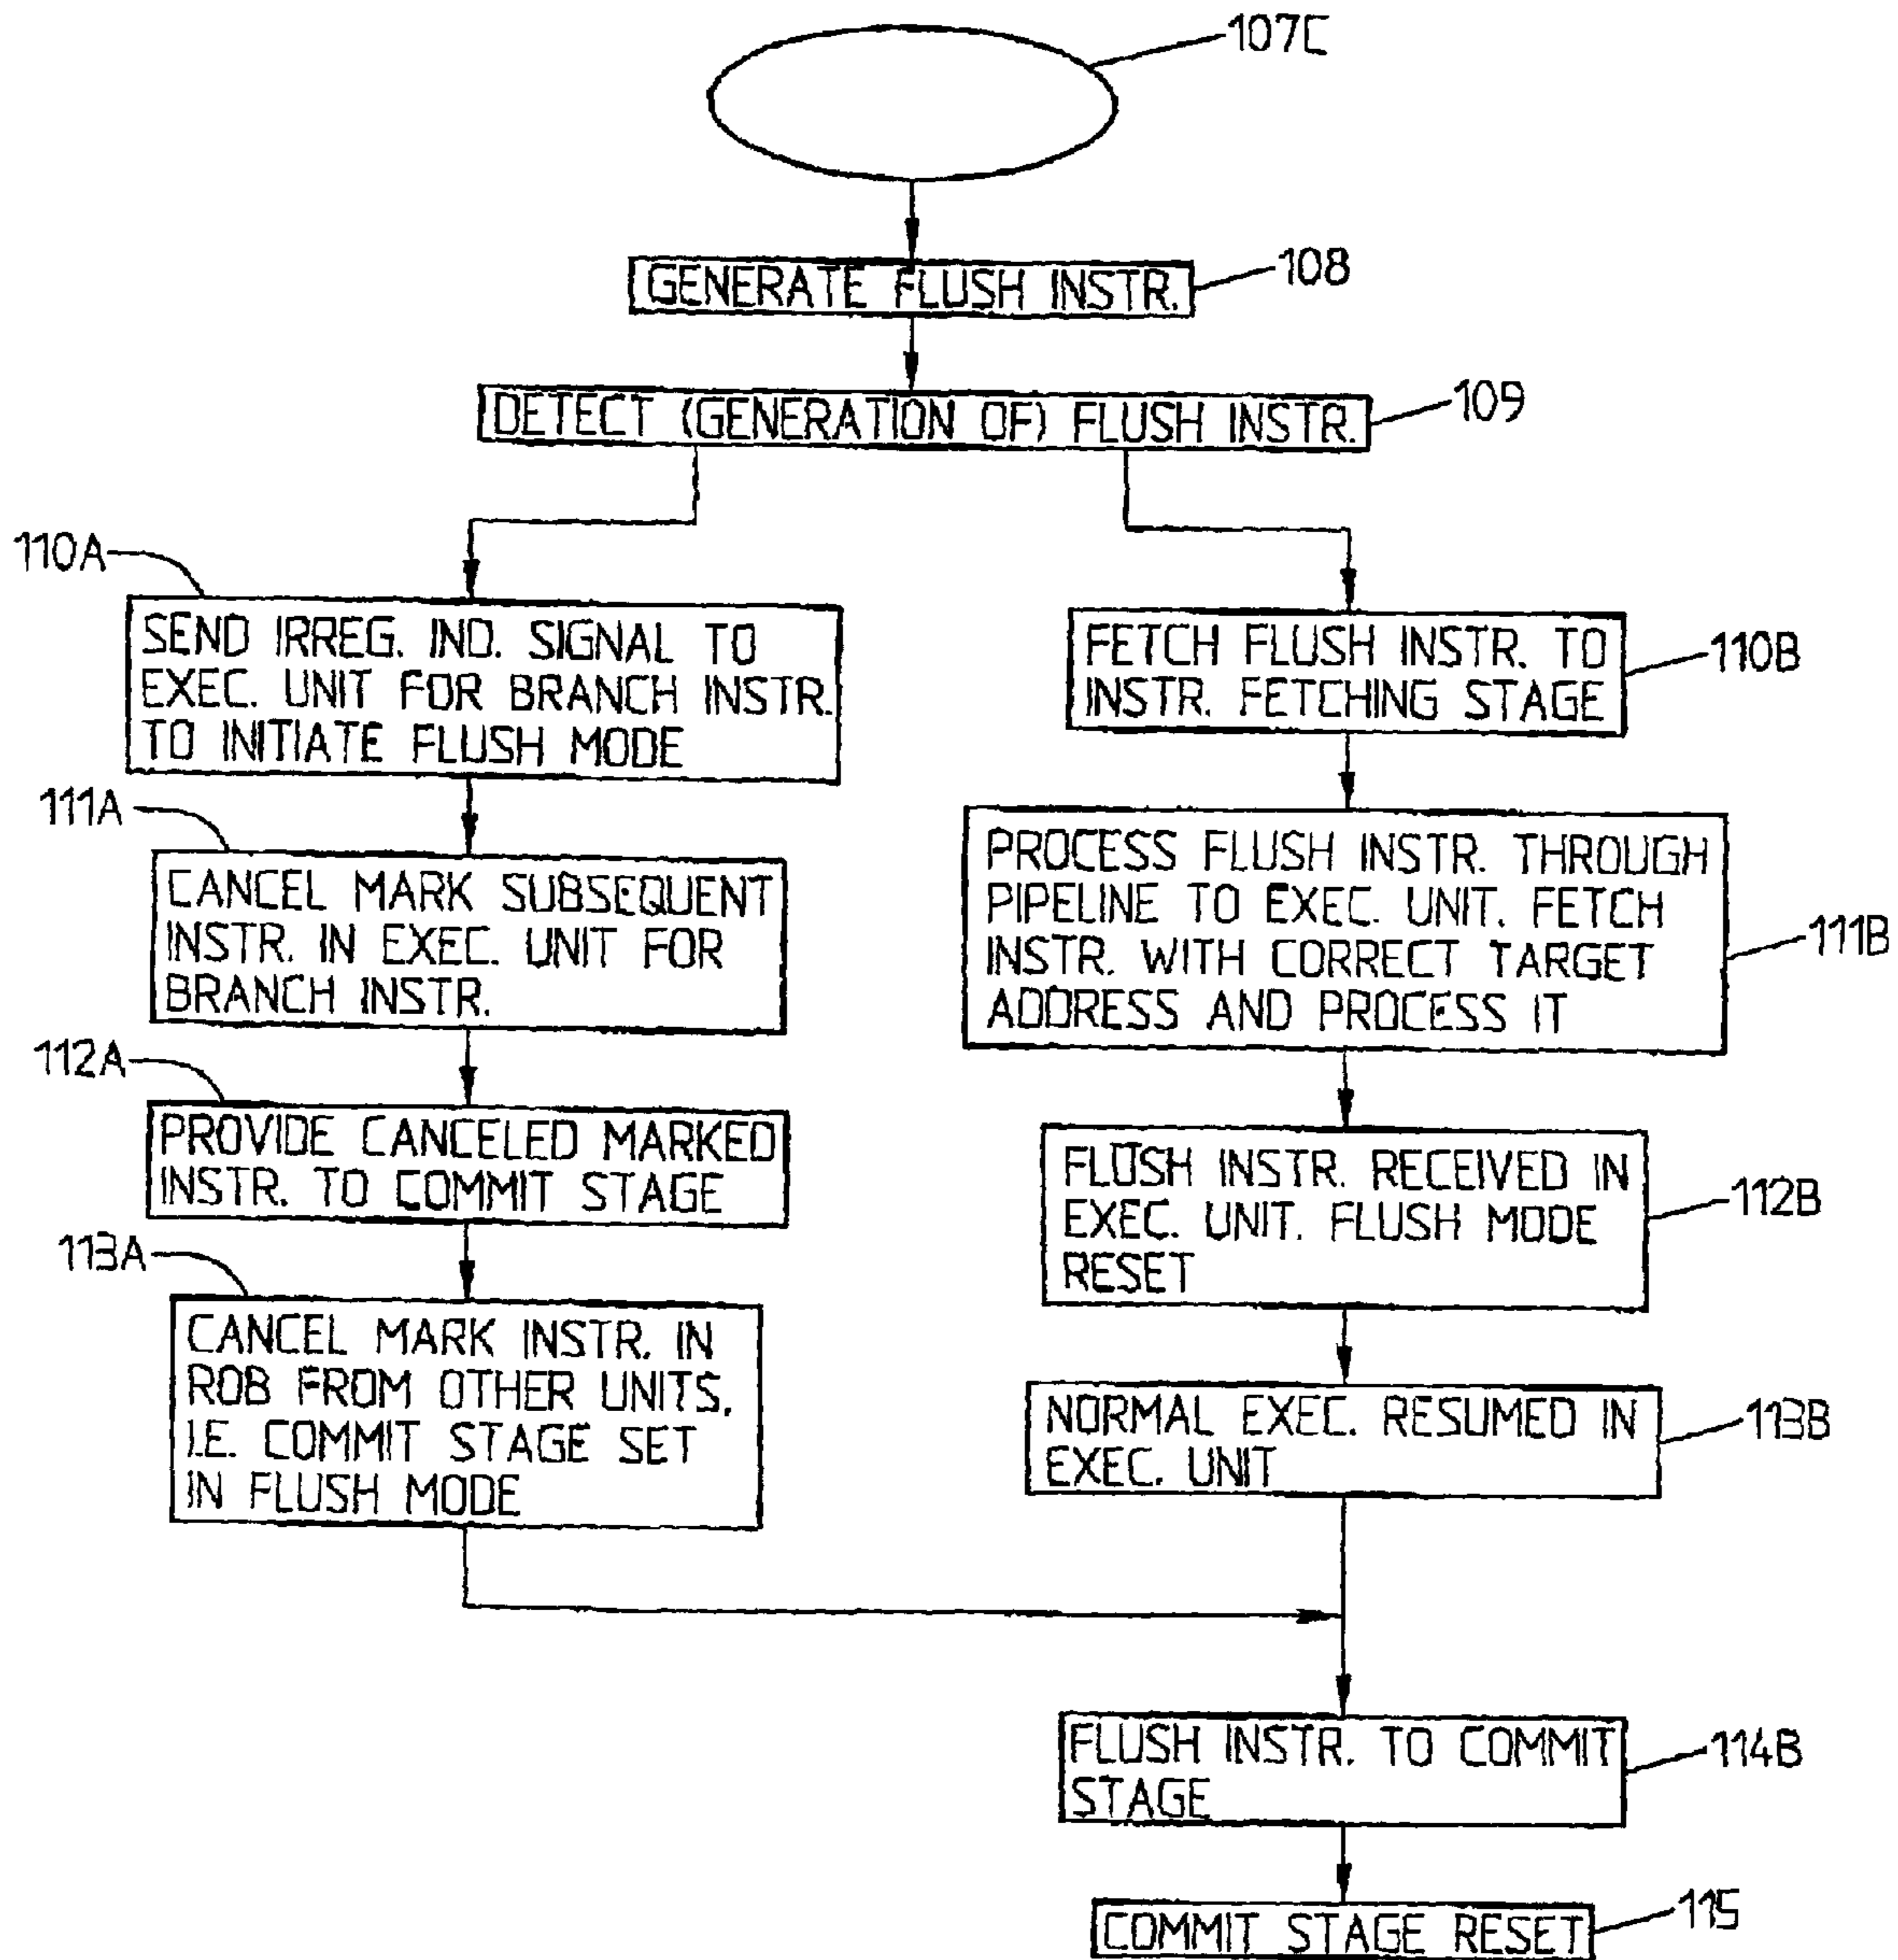 107C
GENERATE FLUSH INSTR.
108
DETECT (GENERATION OF) FLUSH INSTR.
109
110A
SEND IRREG. IND. SIGNAL TO
EXEC. UNIT FOR BRANCH INSTR.
TO INITIATE FLUSH MODE
FETCH FLUSH INSTR. TO
INSTR. FETCHING STAGE
110B
111A
CANCEL MARK SUBSEQUENT
INSTR. IN EXEC. UNIT FOR
BRANCH INSTR.
PROCESS FLUSH INSTR. THROUGH
PIPELINE TO EXEC. UNIT. FETCH
INSTR. WITH CORRECT TARGET
ADDRESS AND PROCESS IT
111B
112A
PROVIDE CANCELED MARKED
INSTR. TO COMMIT STAGE
FLUSH INSTR. RECEIVED IN
EXEC. UNIT. FLUSH MODE
RESET
112B
113A
CANCEL MARK INSTR. IN
ROB FROM OTHER UNITS,
I.E. COMMIT STAGE SET
IN FLUSH MODE
NORMAL EXEC. RESUMED IN
EXEC. UNIT
113B
FLUSH INSTR. TO COMMIT
STAGE
114B
COMMIT STAGE RESET
115